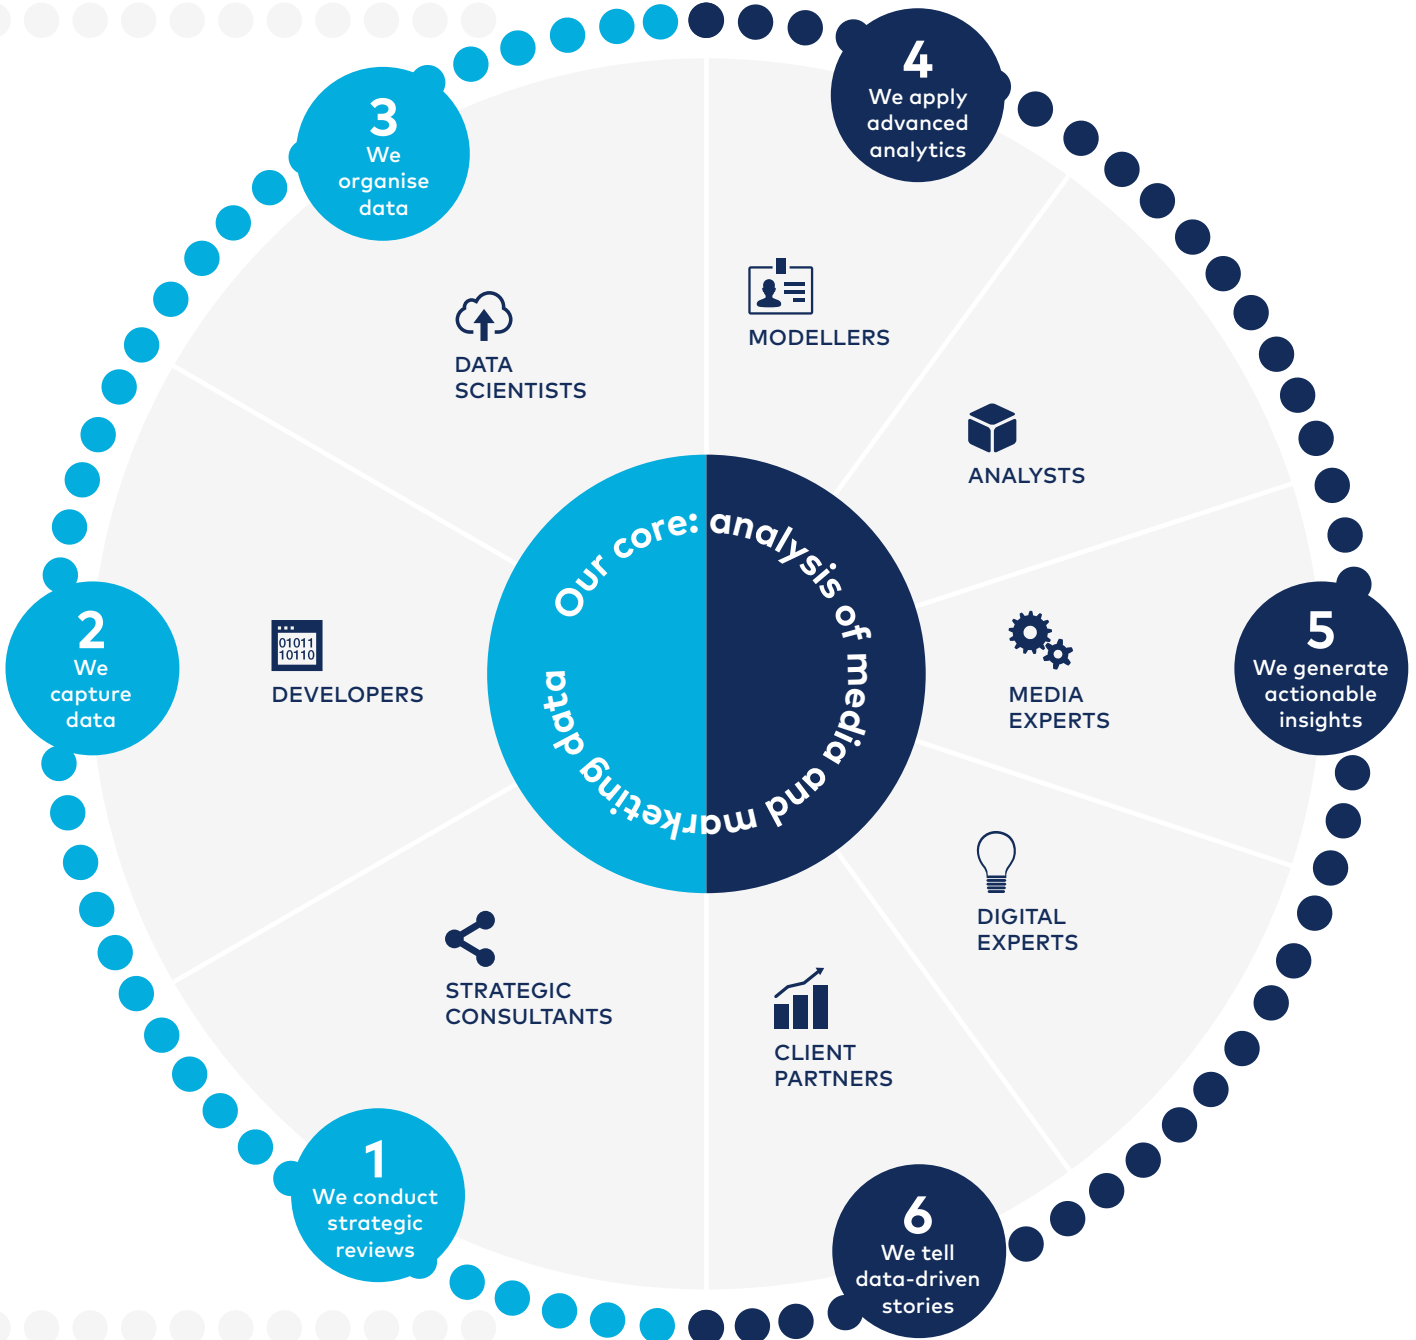 4
We apply
advanced
analytics
3
We
organise
data
MODELLERS
DATA
SCIENTISTS
ANALYSTS
Our core: analysis of media and marketing data
2
We
capture
data
01011
10110
DEVELOPERS
MEDIA
EXPERTS
5
We generate
actionable
insights
DIGITAL
EXPERTS
STRATEGIC
CONSULTANTS
CLIENT
PARTNERS
1
We conduct
strategic
reviews
6
We tell
data-driven
stories